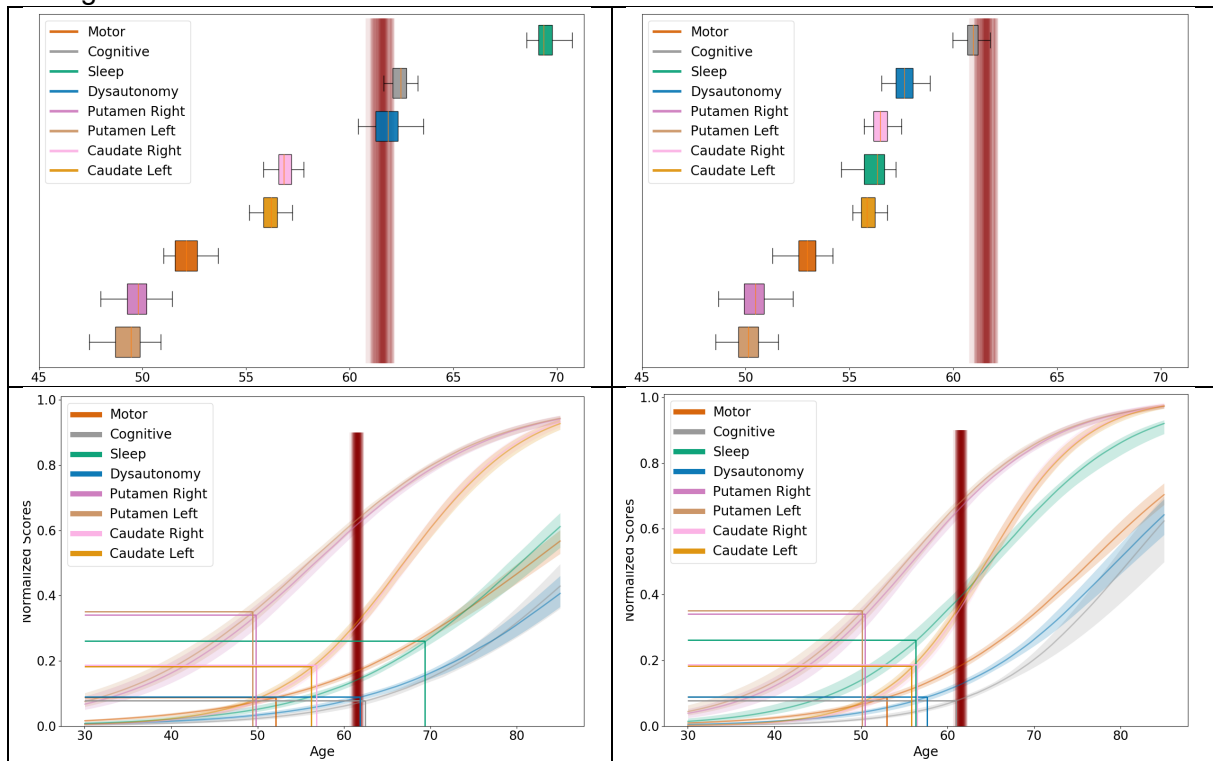 Motor
Cognitive
Sleep
Dysautonomy
Putamen Right
Putamen Left
Caudate Right
Caudate Left
45 50 55 60 65 70
Motor
Cognitive
Sleep
Dysautonomy
Putamen Right
Putamen Left
Caudate Right
Caudate Left
45 50 55 60 65 70
Normalized Scores
1.0
0.8
0.6
0.4
0.2
0.0
Motor
Cognitive
Sleep
Dysautonomy
Putamen Right
Putamen Left
Caudate Right
Caudate Left
30 40 50 60 70 80
Age
Normalized Scores
1.0
0.8
0.6
0.4
0.2
0.0
Motor
Cognitive
Sleep
Dysautonomy
Putamen Right
Putamen Left
Caudate Right
Caudate Left
30 40 50 60 70 80
Age